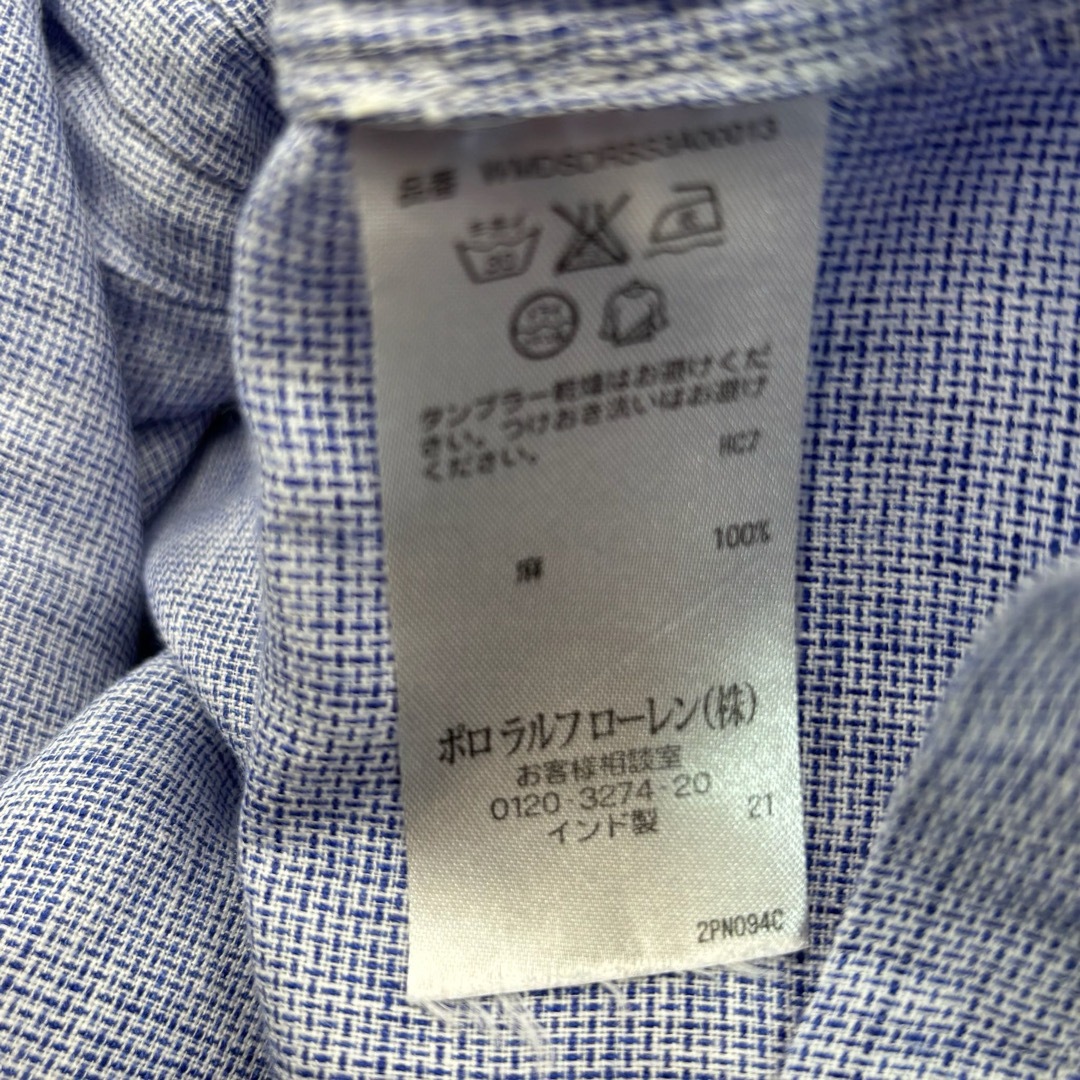 品番 WMDSDRSS3A00013
タンブラー乾燥はお避けくだ
さい。つけおき洗いはお避け
ください。
HC7
麻 100%
ポロ ラルフ ローレン(株)
お客様相談室
0120-3274-20
インド製 21
2PN094C